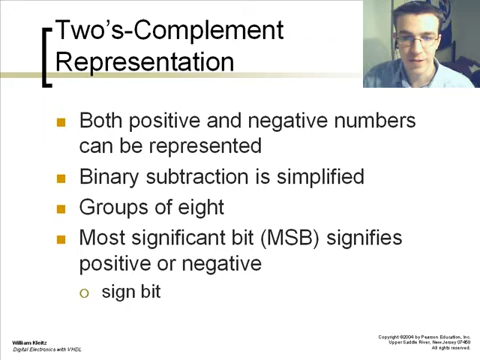 Two's-Complement
Representation
Both positive and negative numbers
can be represented
Binary subtraction is simplified
Groups of eight
Most significant bit (MSB) signifies
positive or negative
sign bit
William Kleitz
Digital Electronics with VHDL
Copyright ©2004 by Pearson Education, Inc.
Upper Saddle River, New Jersey 07458
All rights reserved.